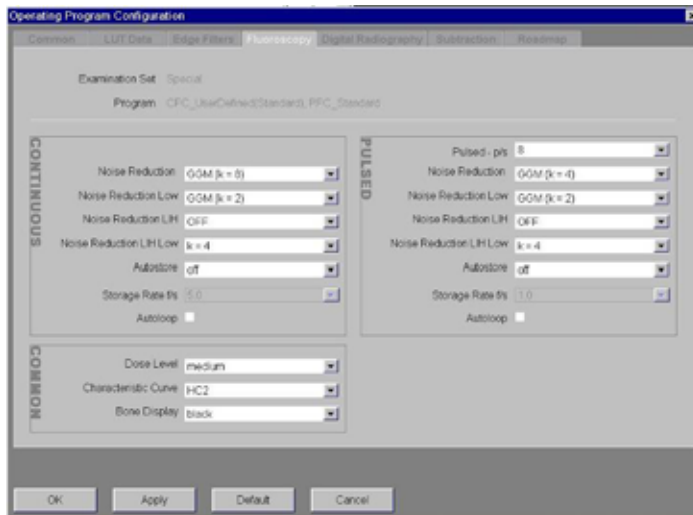 Operating Program Configuration
Common LUT Data Edge Filters Fluoroscopy Digital Radiography Subtraction Roadmap
Examination Set Special
Program CFC_UserDefined(Standard), PFC_Standard
CONTINUOUS
Noise Reduction GGM (k = 8)
Noise Reduction Low GGM (k = 2)
Noise Reduction LIH OFF
Noise Reduction LIH Low k = 4
Autostore off
Storage Rate f/s 5.0
Autoloop
PULSED
Pulsed - p/s 8
Noise Reduction GGM (k = 4)
Noise Reduction Low GGM (k = 2)
Noise Reduction LIH OFF
Noise Reduction LIH Low k = 4
Autostore off
Storage Rate f/s 1.0
Autoloop
COMMON
Dose Level medium
Characteristic Curve HC2
Bone Display black
OK Apply Default Cancel